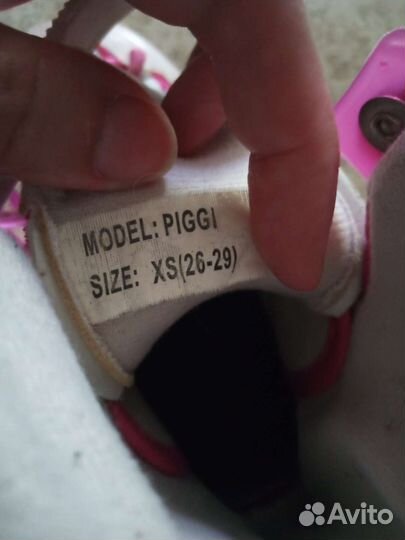 MODEL: PIGGI
SIZE: XS(26-29)
Avito